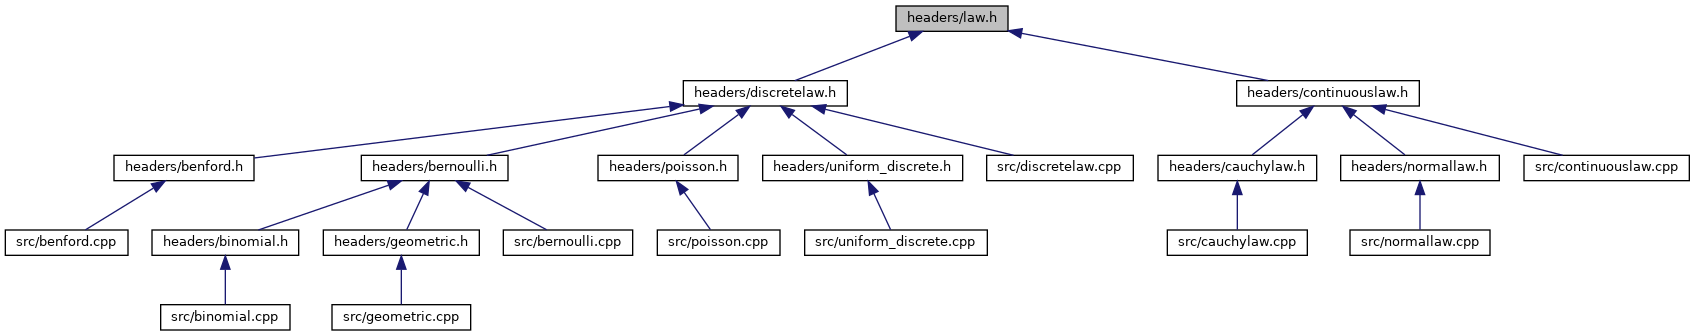 headers/law.h
headers/discretelaw.h
headers/continuouslaw.h
headers/benford.h
headers/bernoulli.h
headers/poisson.h
headers/uniform_discrete.h
src/discretelaw.cpp
headers/cauchylaw.h
headers/normallaw.h
src/continuouslaw.cpp
src/benford.cpp
headers/binomial.h
headers/geometric.h
src/bernoulli.cpp
src/poisson.cpp
src/uniform_discrete.cpp
src/cauchylaw.cpp
src/normallaw.cpp
src/binomial.cpp
src/geometric.cpp